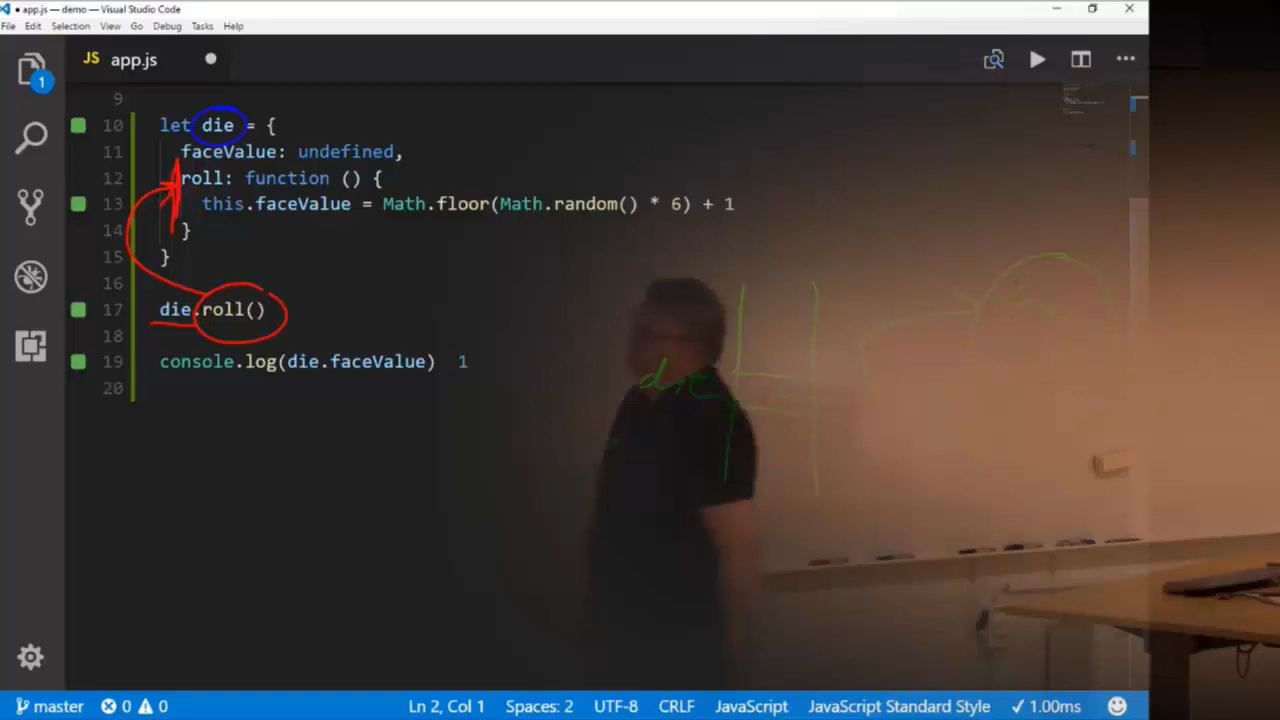 app.js — demo — Visual Studio Code
File Edit Selection View Go Debug Tasks Help
JS app.js
1
9
10 let die = {
11 faceValue: undefined,
12 roll: function () {
13 this.faceValue = Math.floor(Math.random() * 6) + 1
14 }
15 }
16
17 die.roll()
18
19 console.log(die.faceValue) 1
20
die
master 0 0 Ln 2, Col 1 Spaces: 2 UTF-8 CRLF JavaScript JavaScript Standard Style ✓ 1.00ms